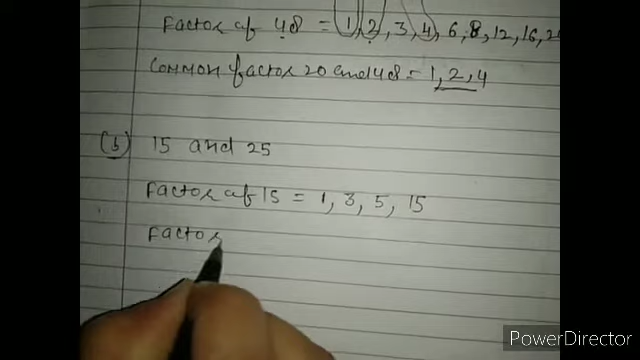 Factor of 48 = 1, 2, 3, 4, 6, 8, 12, 16, 2
Common factor 20 and 48 = 1, 2, 4
(b) 15 and 25
Factor of 15 = 1, 3, 5, 15
Factor
PowerDirector